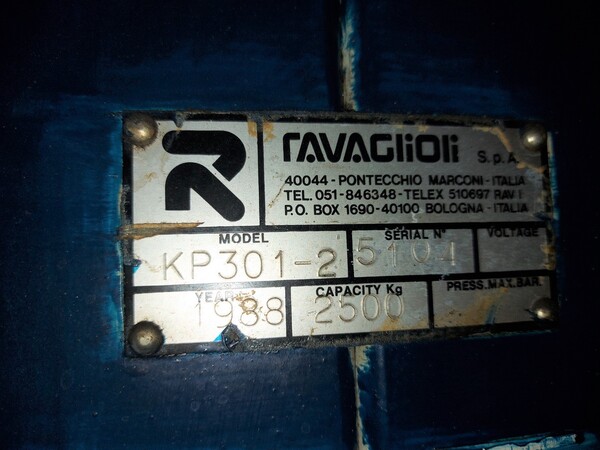 R
RAVAGLIOLI S.p.A.
40044 - PONTECCHIO MARCONI - ITALIA
TEL. 051-846348 - TELEX 510697 RAV I
P.O. BOX 1690-40100 BOLOGNA - ITALIA
MODEL SERIAL N° VOLTAGE
KP301-2 5104
YEAR CAPACITY Kg PRESS.MAX.BAR.
1988 2500